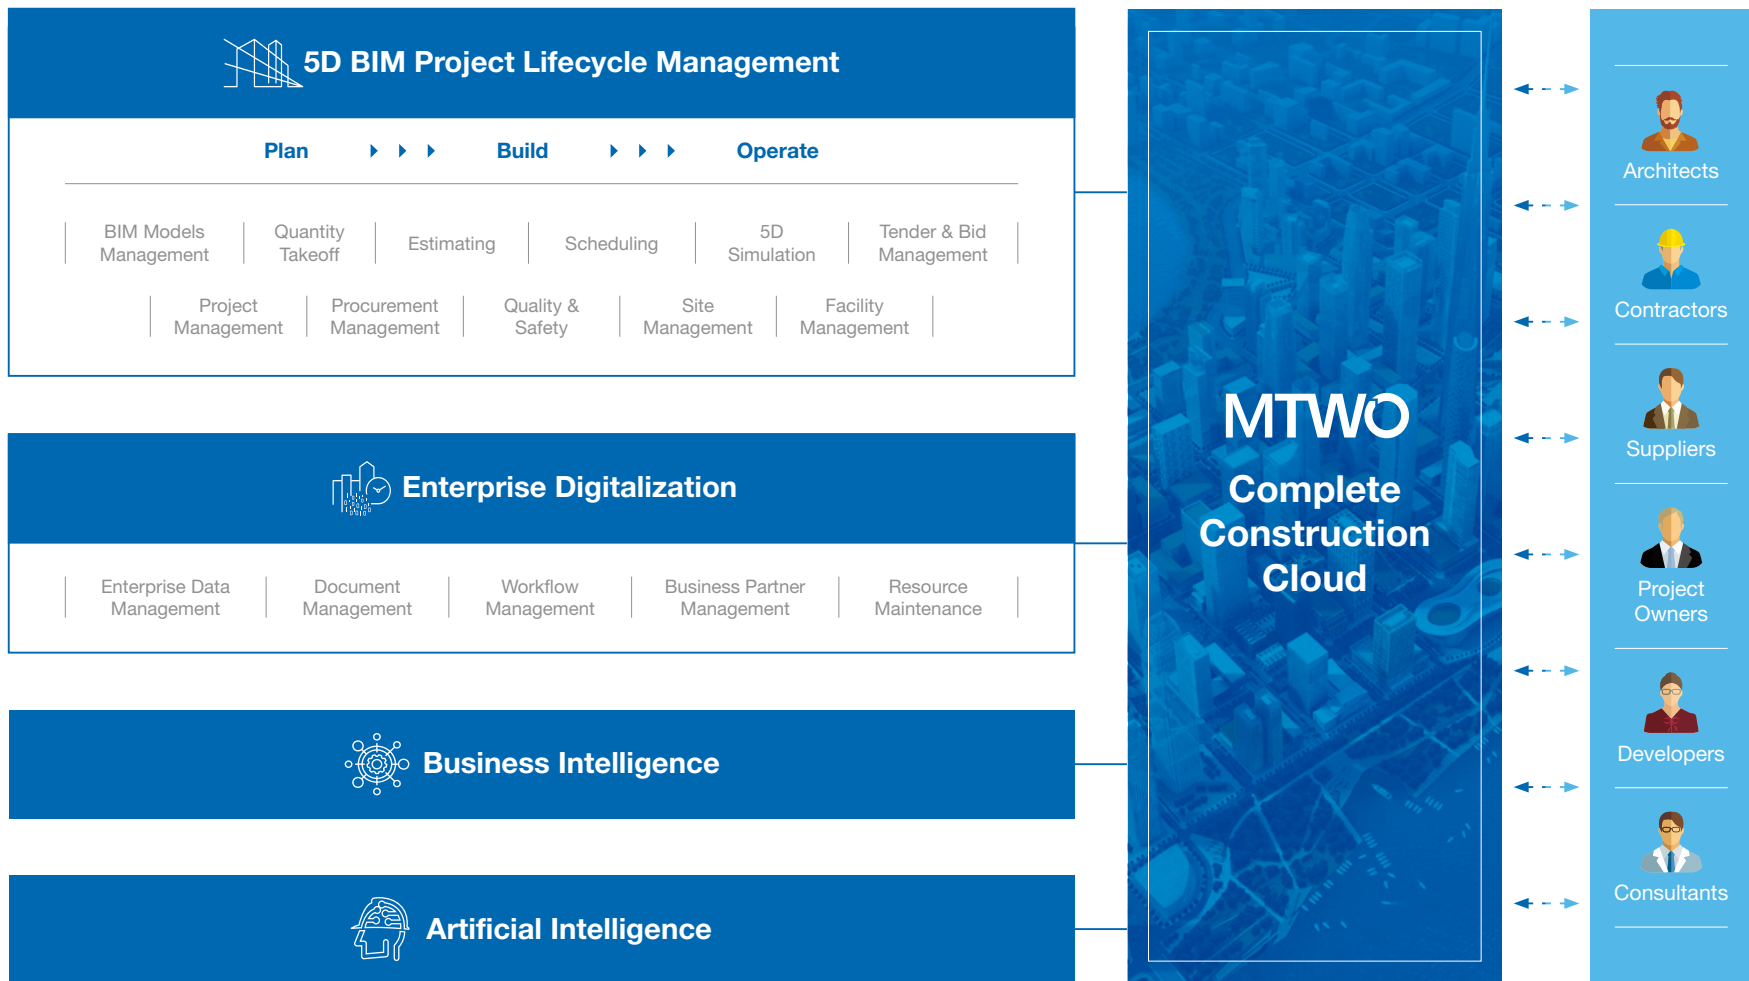 5D BIM Project Lifecycle Management
Plan Build Operate
BIM Models
Management
Quantity
Takeoff
Estimating
Scheduling
5D
Simulation
Tender & Bid
Management
Project
Management
Procurement
Management
Quality &
Safety
Site
Management
Facility
Management
Enterprise Digitalization
Enterprise Data
Management
Document
Management
Workflow
Management
Business Partner
Management
Resource
Maintenance
Business Intelligence
Artificial Intelligence
MTWO
Complete
Construction
Cloud
Architects
Contractors
Suppliers
Project
Owners
Developers
Consultants